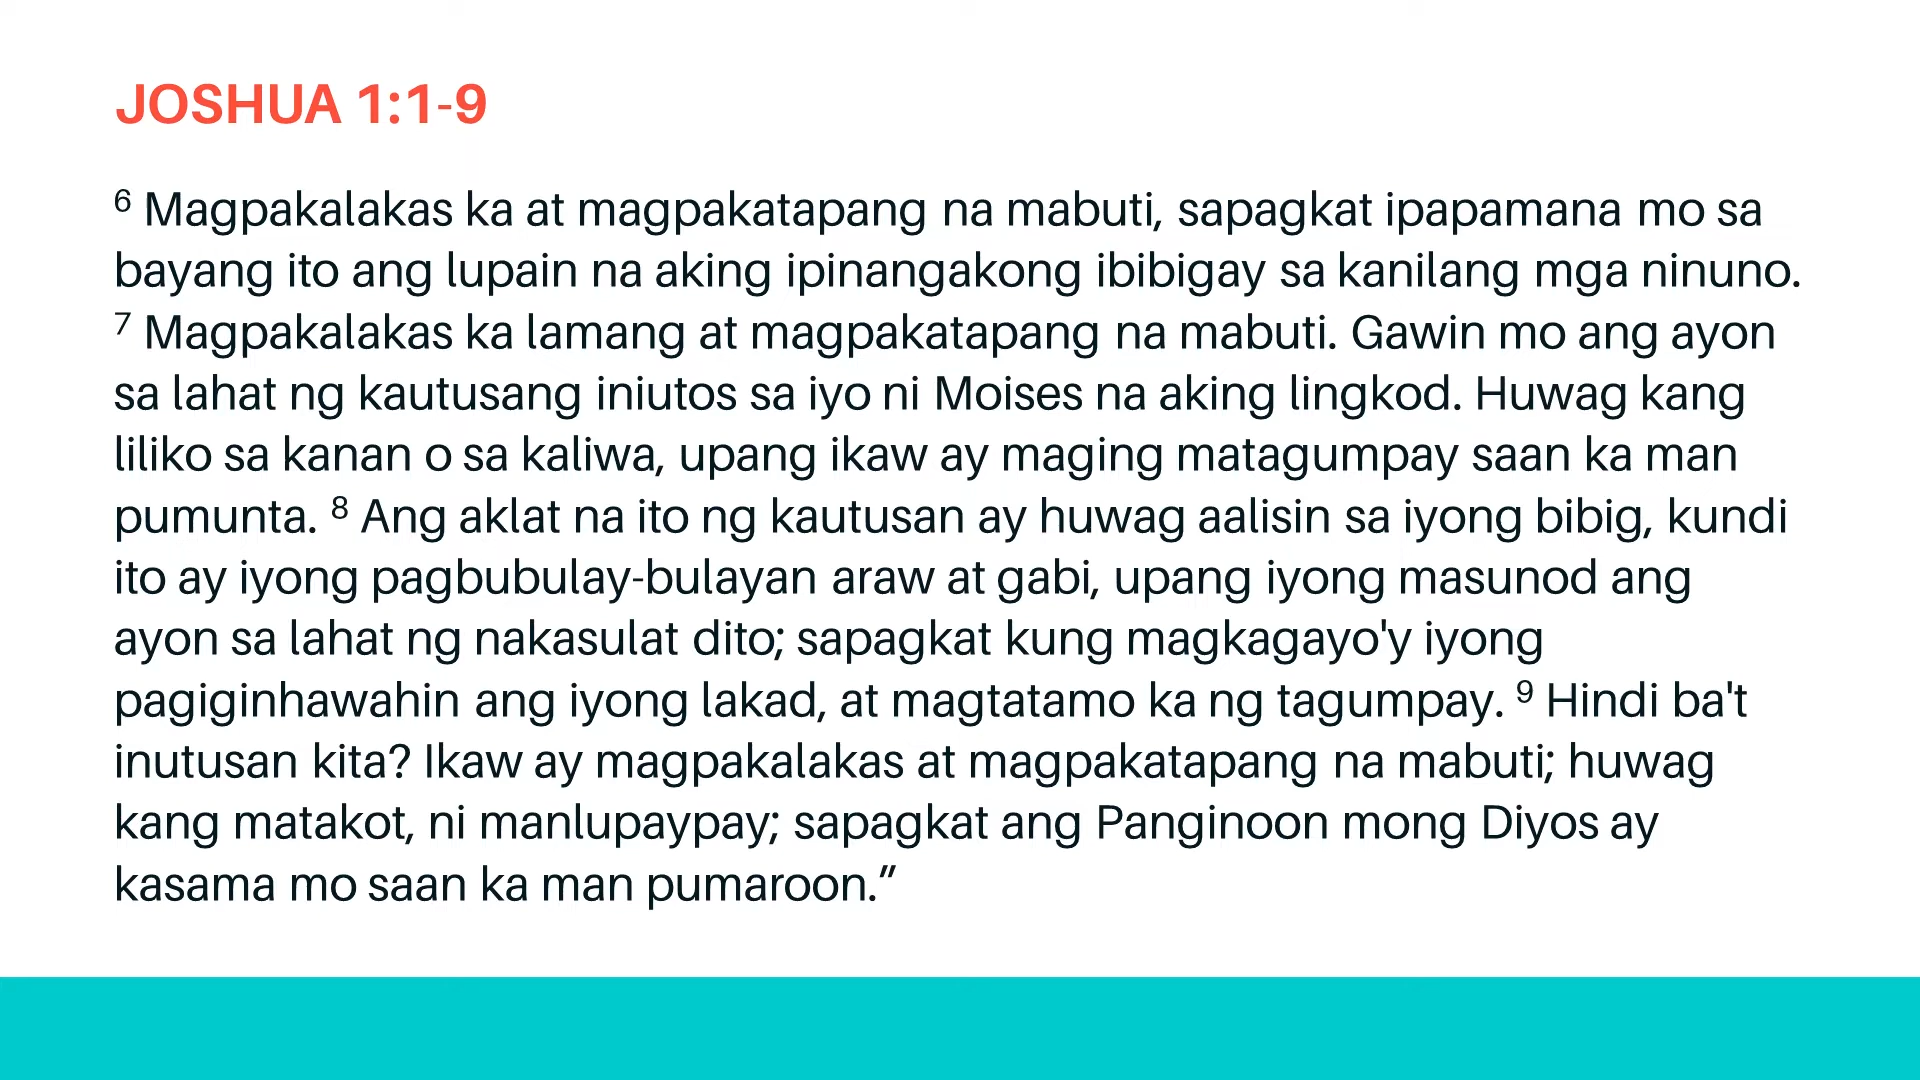 JOSHUA 1:1-9
6 Magpakalakas ka at magpakatapang na mabuti, sapagkat ipapamana mo sa
bayang ito ang lupain na aking ipinangakong ibibigay sa kanilang mga ninuno.
7 Magpakalakas ka lamang at magpakatapang na mabuti. Gawin mo ang ayon
sa lahat ng kautusang iniutos sa iyo ni Moises na aking lingkod. Huwag kang
liliko sa kanan o sa kaliwa, upang ikaw ay maging matagumpay saan ka man
pumunta. 8 Ang aklat na ito ng kautusan ay huwag aalisin sa iyong bibig, kundi
ito ay iyong pagbubulay-bulayan araw at gabi, upang iyong masunod ang
ayon sa lahat ng nakasulat dito; sapagkat kung magkagayo'y iyong
pagiginhawahin ang iyong lakad, at magtatamo ka ng tagumpay. 9 Hindi ba't
inutusan kita? Ikaw ay magpakalakas at magpakatapang na mabuti; huwag
kang matakot, ni manlupaypay; sapagkat ang Panginoon mong Diyos ay
kasama mo saan ka man pumaroon.”